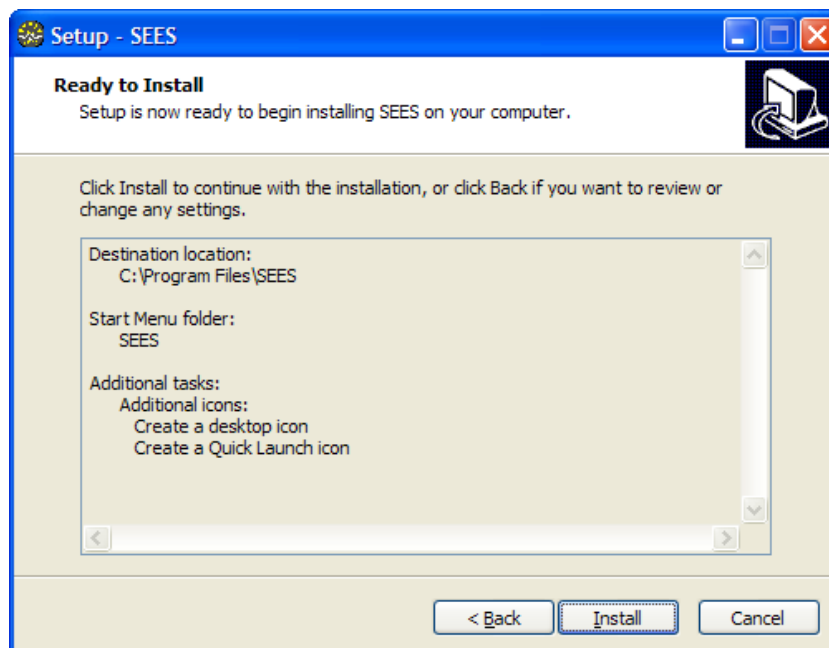 Setup - SEES
Ready to Install
Setup is now ready to begin installing SEES on your computer.
Click Install to continue with the installation, or click Back if you want to review or
change any settings.
Destination location:
C:\Program Files\SEES
Start Menu folder:
SEES
Additional tasks:
Additional icons:
Create a desktop icon
Create a Quick Launch icon
< Back
Install
Cancel